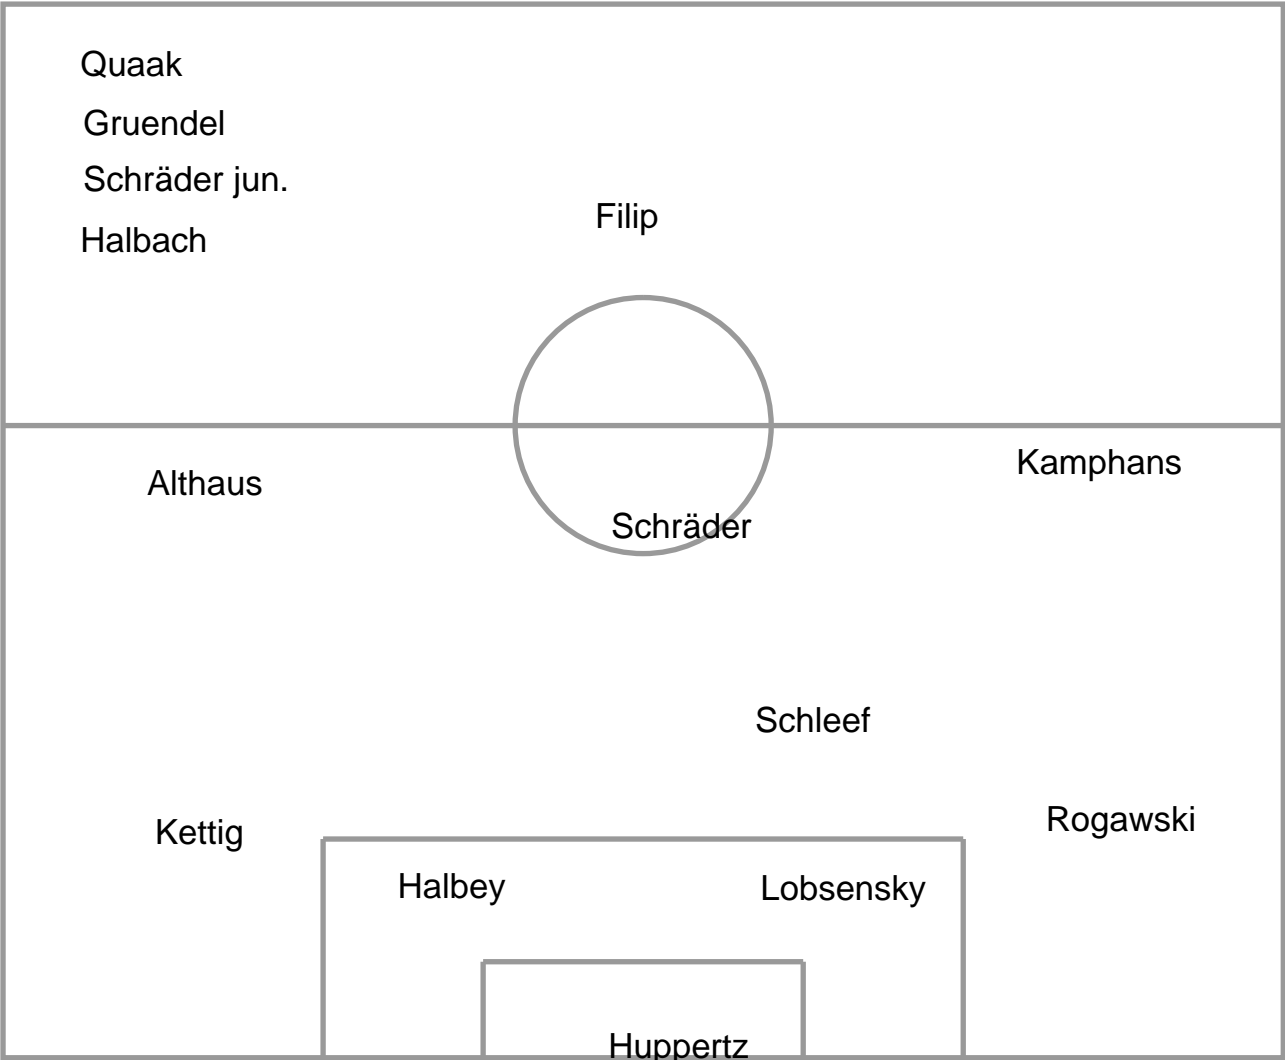 Quaak
Gruendel
Schräder jun.
Filip
Halbach
Kamphans
Althaus
Schräder
Schleef
Rogawski
Kettig
Halbey
Lobsensky
Huppertz